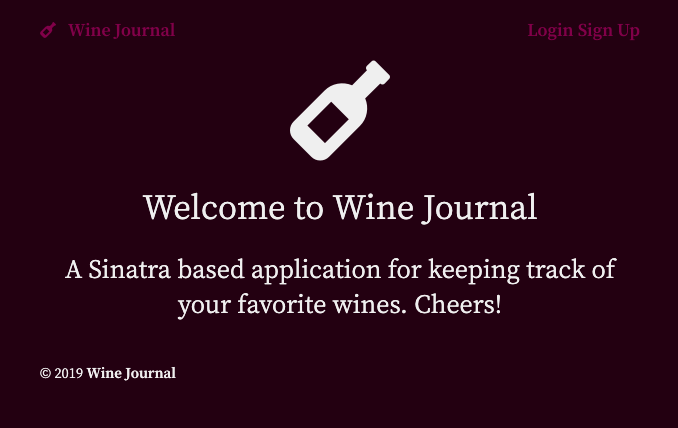 Wine Journal
Login Sign Up
Welcome to Wine Journal
A Sinatra based application for keeping track of
your favorite wines. Cheers!
© 2019 Wine Journal